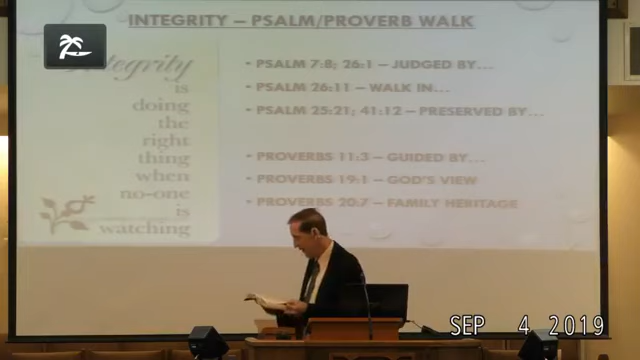 INTEGRITY – PSALM/PROVERB WALK
Integrity
is
doing
the
right
thing
when
no-one
is
watching
• PSALM 7:8; 26:1 – JUDGED BY...
• PSALM 26:11 – WALK IN...
• PSALM 25:21; 41:12 – PRESERVED BY...
• PROVERBS 11:3 – GUIDED BY...
• PROVERBS 19:1 – GOD'S VIEW
• PROVERBS 20:7 – FAMILY HERITAGE
SEP 4 2019